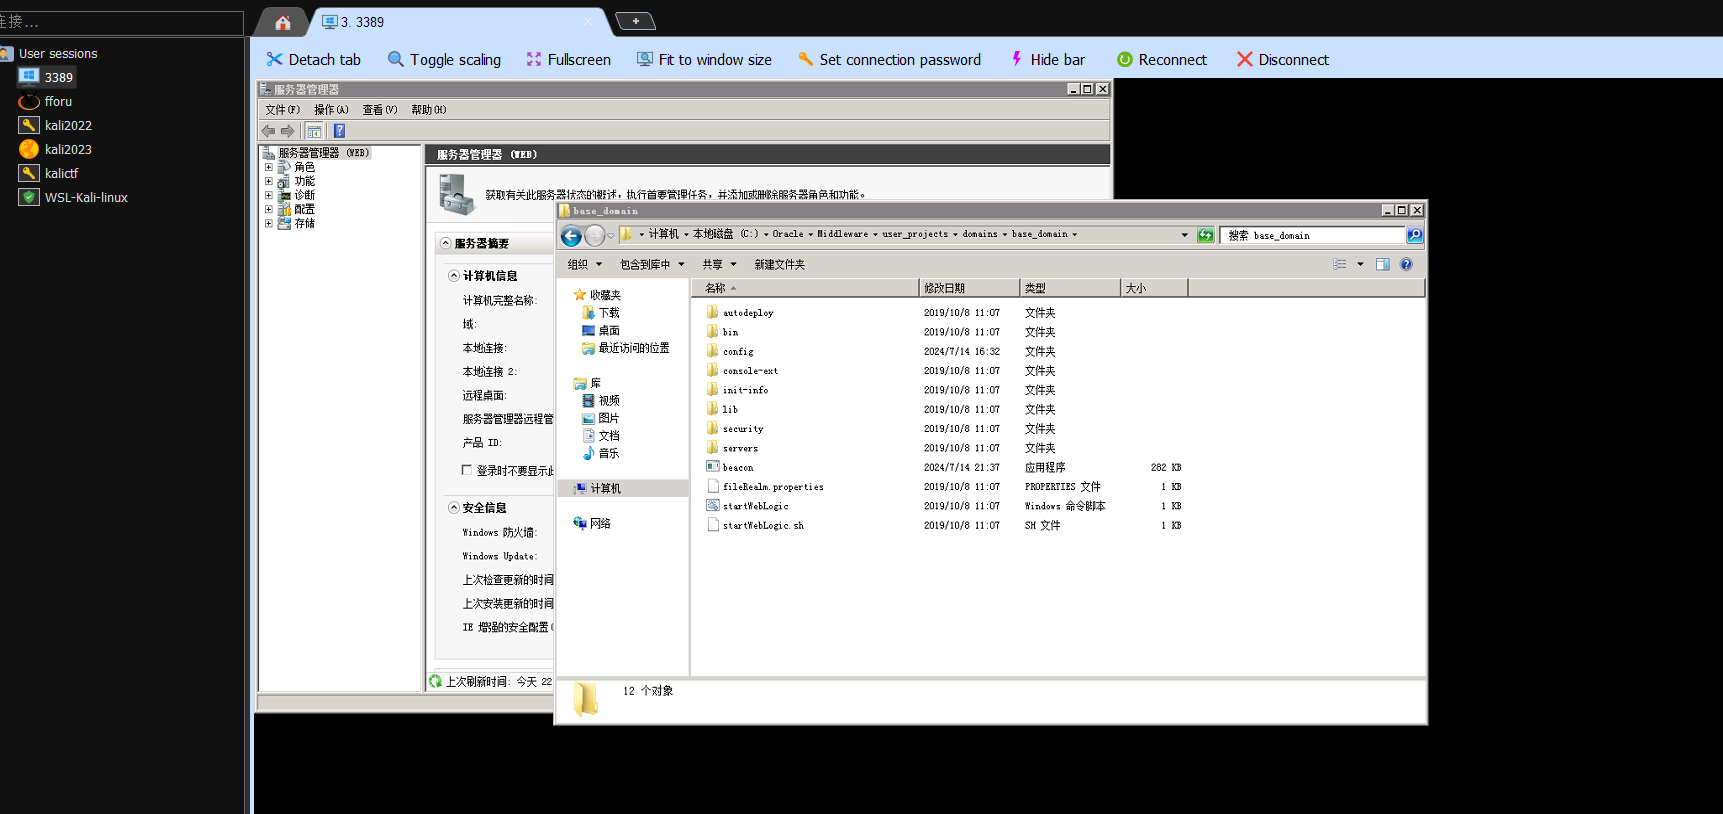 连接...
3. 3389
User sessions
3389
fforu
kali2022
kali2023
kalictf
WSL-Kali-linux
Detach tab
Toggle scaling
Fullscreen
Fit to window size
Set connection password
Hide bar
Reconnect
Disconnect
服务器管理器
文件(F) 操作(A) 查看(V) 帮助(H)
服务器管理器 (WEB)
角色
功能
诊断
配置
存储
服务器管理器 (WEB)
获取有关此服务器状态的概述，执行首要管理任务，并添加或删除服务器角色和功能。
服务器摘要
计算机信息
计算机完整名称:
域:
本地连接:
本地连接 2:
远程桌面:
服务器管理器远程管
产品 ID:
登录时不要显示此
安全信息
Windows 防火墙:
Windows Update:
上次检查更新的时间
上次安装更新的时间
IE 增强的安全配置(
上次刷新时间: 今天 22
base_domain
计算机 本地磁盘 (C:) Oracle Middleware user_projects domains base_domain
搜索 base_domain
组织 包含到库中 共享 新建文件夹
收藏夹
下载
桌面
最近访问的位置
库
视频
图片
文档
音乐
计算机
网络
名称 修改日期 类型 大小
autodeploy 2019/10/8 11:07 文件夹
bin 2019/10/8 11:07 文件夹
config 2024/7/14 16:32 文件夹
console-ext 2019/10/8 11:07 文件夹
init-info 2019/10/8 11:07 文件夹
lib 2019/10/8 11:07 文件夹
security 2019/10/8 11:07 文件夹
servers 2019/10/8 11:07 文件夹
beacon 2024/7/14 21:37 应用程序 282 KB
fileRealm.properties 2019/10/8 11:07 PROPERTIES 文件 1 KB
startWebLogic 2019/10/8 11:07 Windows 命令脚本 1 KB
startWebLogic.sh 2019/10/8 11:07 SH 文件 1 KB
12 个对象